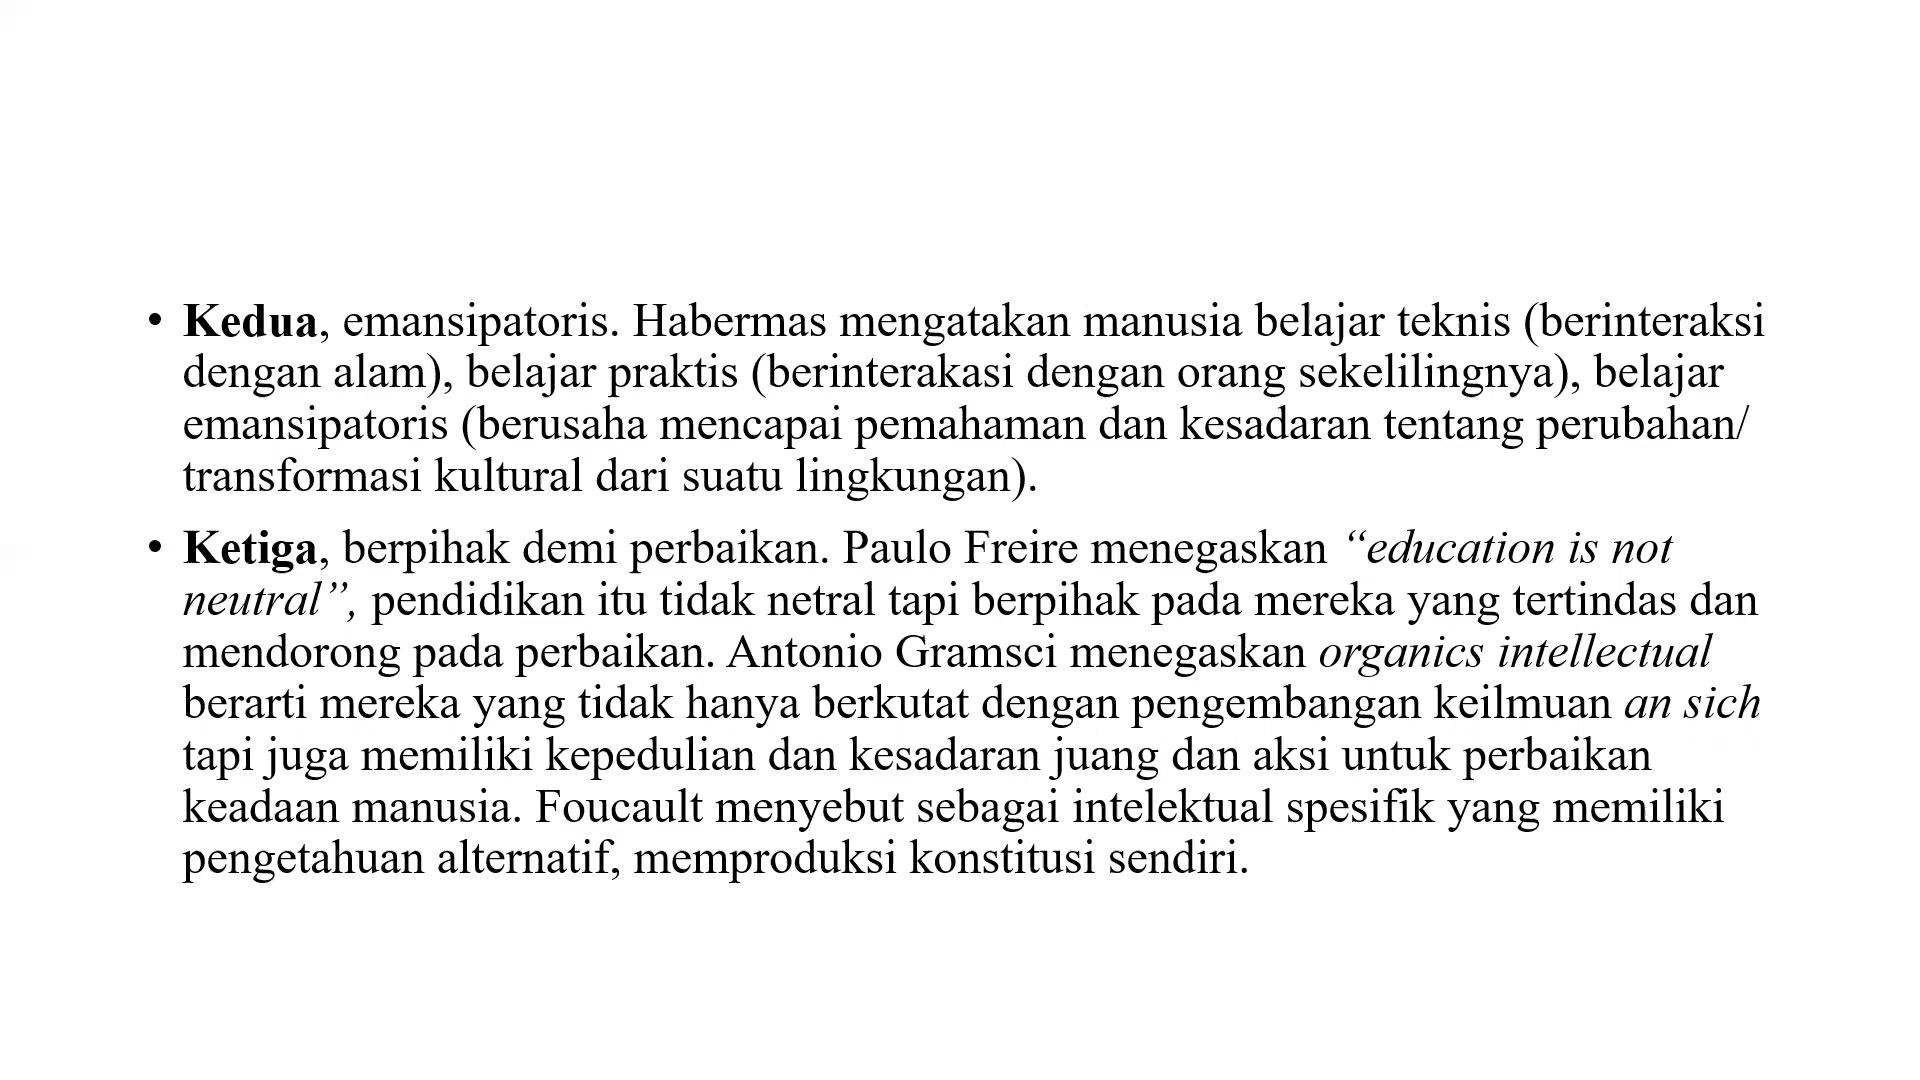 • Kedua, emansipatoris. Habermas mengatakan manusia belajar teknis (berinteraksi
dengan alam), belajar praktis (berinterakasi dengan orang sekelilingnya), belajar
emansipatoris (berusaha mencapai pemahaman dan kesadaran tentang perubahan/
transformasi kultural dari suatu lingkungan).
• Ketiga, berpihak demi perbaikan. Paulo Freire menegaskan “education is not
neutral”, pendidikan itu tidak netral tapi berpihak pada mereka yang tertindas dan
mendorong pada perbaikan. Antonio Gramsci menegaskan organics intellectual
berarti mereka yang tidak hanya berkutat dengan pengembangan keilmuan an sich
tapi juga memiliki kepedulian dan kesadaran juang dan aksi untuk perbaikan
keadaan manusia. Foucault menyebut sebagai intelektual spesifik yang memiliki
pengetahuan alternatif, memproduksi konstitusi sendiri.